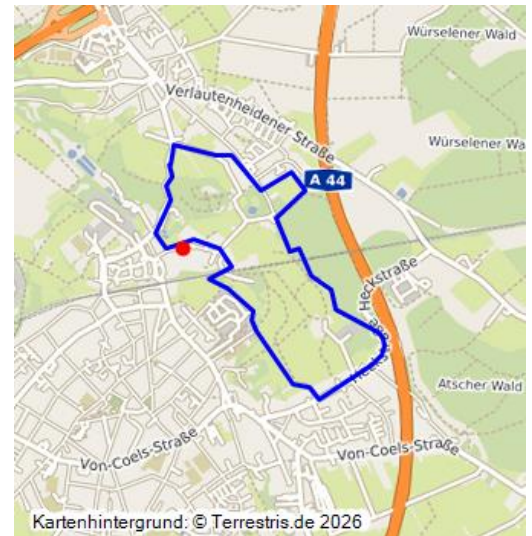 Würselener Wald
Verlautenheidener Straße
Würselener Wa
A 44
Heckstraße
Heckstraße
Atscher Wald
Von-Coels-Straße
Von-Coels-Straße
Kartenhintergrund: © Terrestris.de 2026